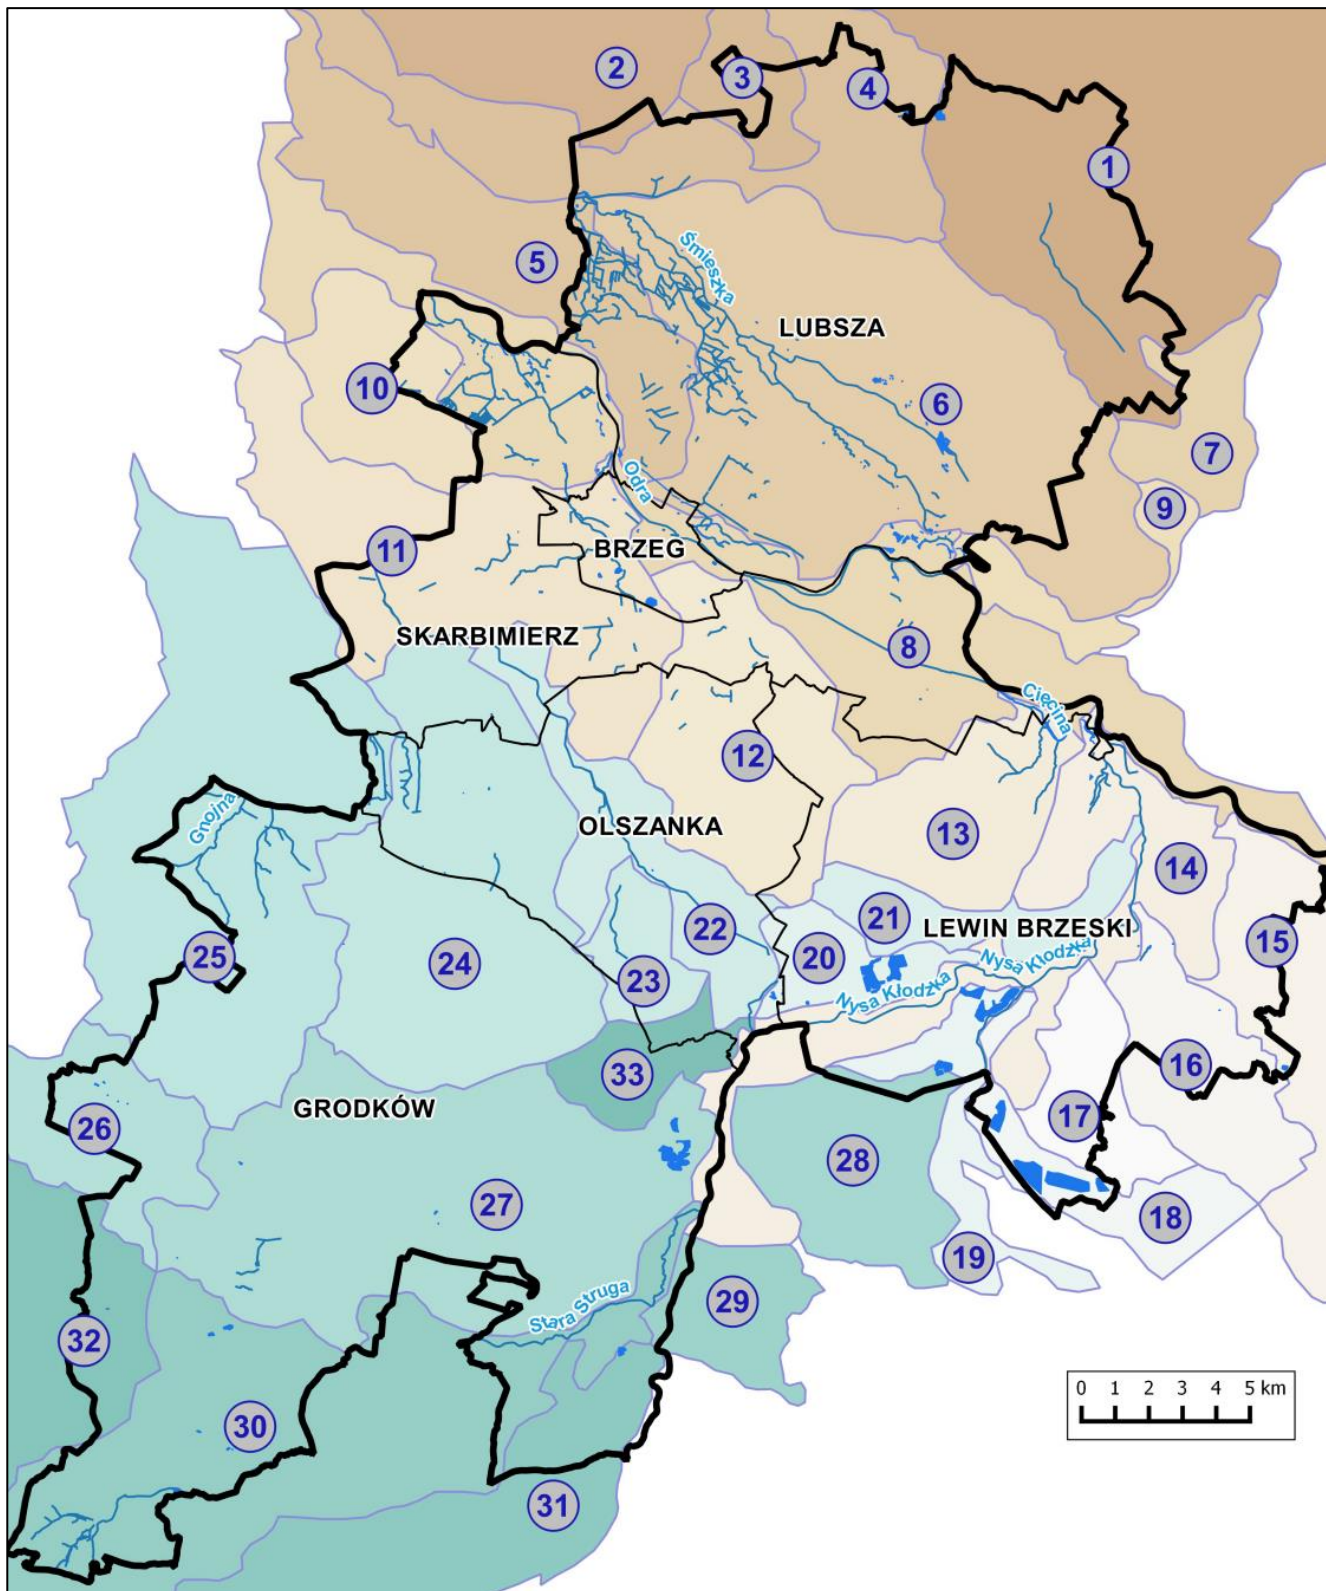 2
3
4
1
Śmieszka
5
LUBSZA
10
6
7
Odra
9
11
BRZEG
SKARBIMIERZ
8
Cięcina
12
Gnojna
OLSZANKA
13
14
21
22
LEWIN BRZESKI
15
25
24
20
Nysa Kłodzka
23
Nysa Kłodzka
33
16
GRODKÓW
26
17
28
27
18
19
Stara Struga
29
32
0 1 2 3 4 5 km
30
31